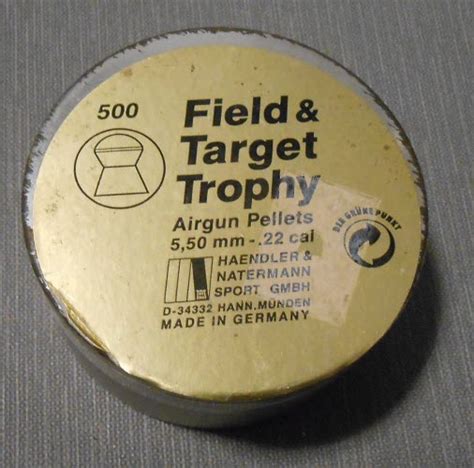 500
Field &
Target
Trophy
Airgun Pellets
5,50 mm - .22 cal
HAENDLER &
NATERMANN
SPORT GMBH
D-34332 HANN. MÜNDEN
MADE IN GERMANY
DER GRÜNE PUNKT